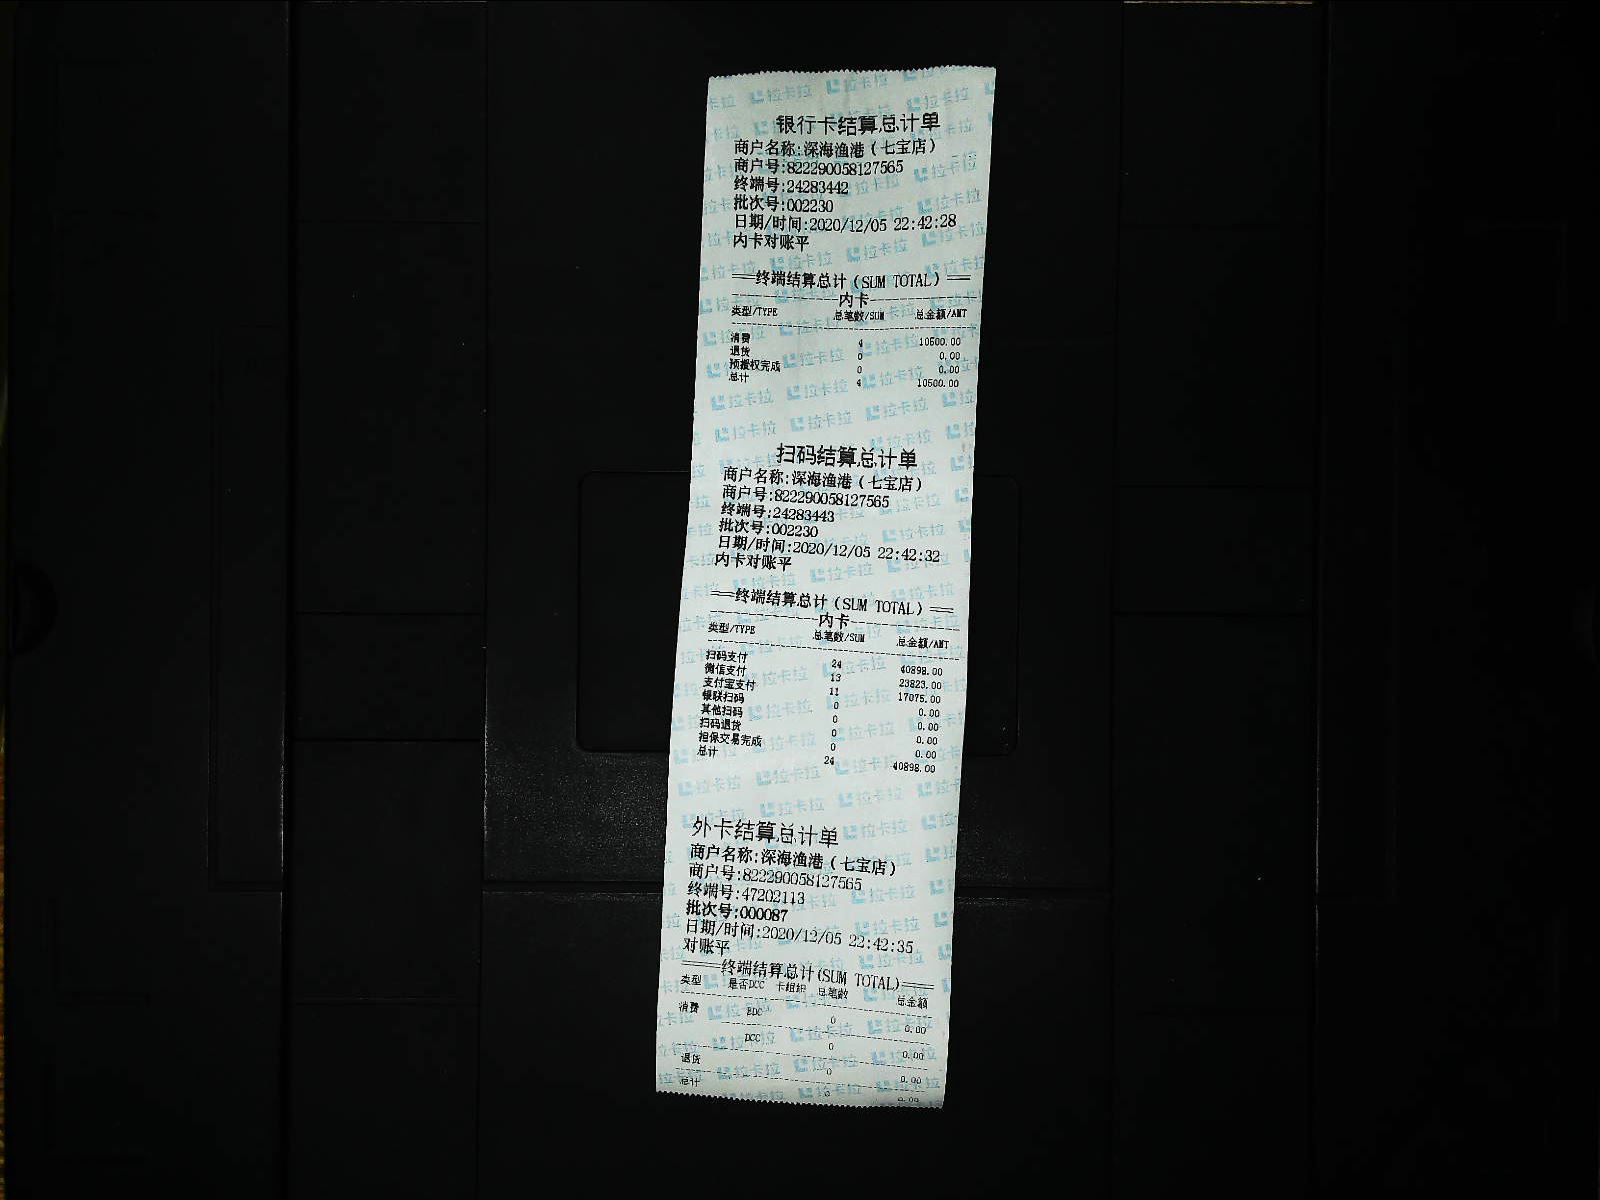 银行卡结算总计单
商户名称:深海渔港(七宝店)
商户号:822290058127565
终端号:24283442
批次号:002230
日期/时间:2020/12/05 22:42:28
内卡对账平
==终端结算总计(SUM TOTAL)==
内卡
类型/TYPE 总笔数/SUM 总金额/AMT
消费 4 10500.00
退货 0 0.00
预授权完成 0 0.00
总计 4 10500.00
扫码结算总计单
商户名称:深海渔港(七宝店)
商户号:822290058127565
终端号:24283443
批次号:002230
日期/时间:2020/12/05 22:42:32
内卡对账平
==终端结算总计(SUM TOTAL)==
内卡
类型/TYPE 总笔数/SUM 总金额/AMT
扫码支付 24 40898.00
微信支付 13 23823.00
支付宝支付 11 17075.00
银联扫码 0 0.00
其他扫码 0 0.00
扫码退货 0 0.00
担保交易完成 0 0.00
总计 24 40898.00
外卡结算总计单
商户名称:深海渔港(七宝店)
商户号:822290058127565
终端号:47202113
批次号:000087
日期/时间:2020/12/05 22:42:35
对账平
===终端结算总计(SUM TOTAL)===
类型 是否DCC 卡组织 总笔数 总金额
消费 EDC 0 0.00
DCC 0 0.00
退货 0 0.00
总计 0 0.00